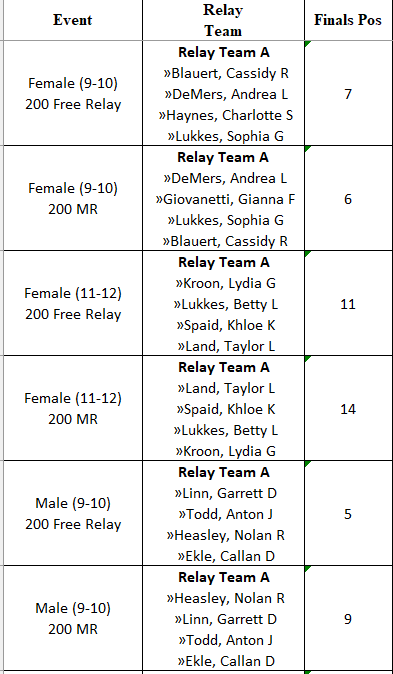 Event Relay Team Finals Pos
Relay Team A
Female (9-10)
200 Free Relay
»Blauert, Cassidy R
»DeMers, Andrea L
»Haynes, Charlotte S
»Lukkes, Sophia G
7
Relay Team A
Female (9-10)
200 MR
»DeMers, Andrea L
»Giovanetti, Gianna F
»Lukkes, Sophia G
»Blauert, Cassidy R
6
Relay Team A
Female (11-12)
200 Free Relay
»Kroon, Lydia G
»Lukkes, Betty L
»Spaid, Khloe K
»Land, Taylor L
11
Relay Team A
Female (11-12)
200 MR
»Land, Taylor L
»Spaid, Khloe K
»Lukkes, Betty L
»Kroon, Lydia G
14
Relay Team A
Male (9-10)
200 Free Relay
»Linn, Garrett D
»Todd, Anton J
»Heasley, Nolan R
»Ekle, Callan D
5
Relay Team A
Male (9-10)
200 MR
»Heasley, Nolan R
»Linn, Garrett D
»Todd, Anton J
»Ekle, Callan D
9